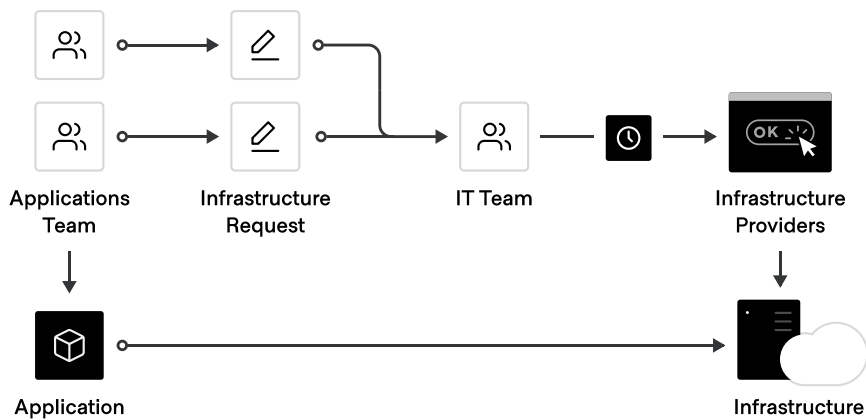 OK
Applications
Team
Infrastructure
Request
IT Team
Infrastructure
Providers
Application
Infrastructure